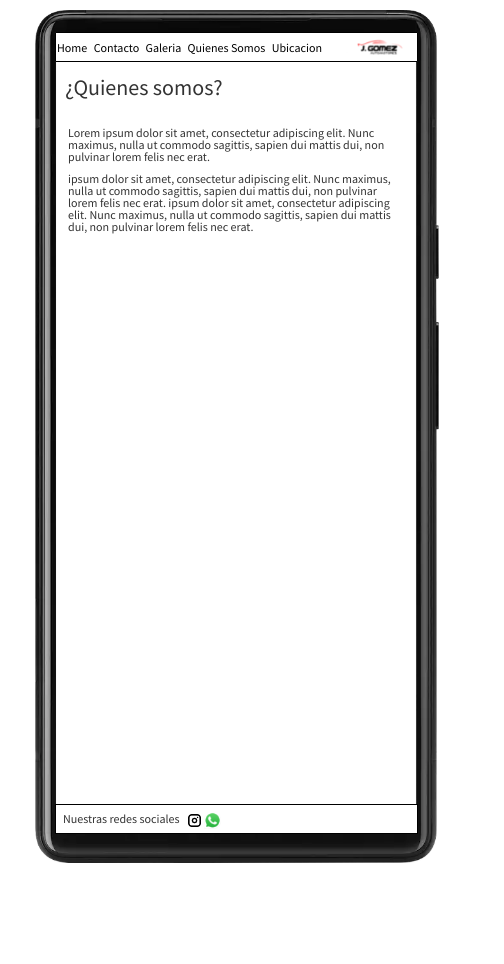 Home Contacto Galeria Quienes Somos Ubicacion J.GOMEZ
¿Quienes somos?
Lorem ipsum dolor sit amet, consectetur adipiscing elit. Nunc
maximus, nulla ut commodo sagittis, sapien dui mattis dui, non
pulvinar lorem felis nec erat.
ipsum dolor sit amet, consectetur adipiscing elit. Nunc maximus,
nulla ut commodo sagittis, sapien dui mattis dui, non pulvinar
lorem felis nec erat. ipsum dolor sit amet, consectetur adipiscing
elit. Nunc maximus, nulla ut commodo sagittis, sapien dui mattis
dui, non pulvinar lorem felis nec erat.
Nuestras redes sociales